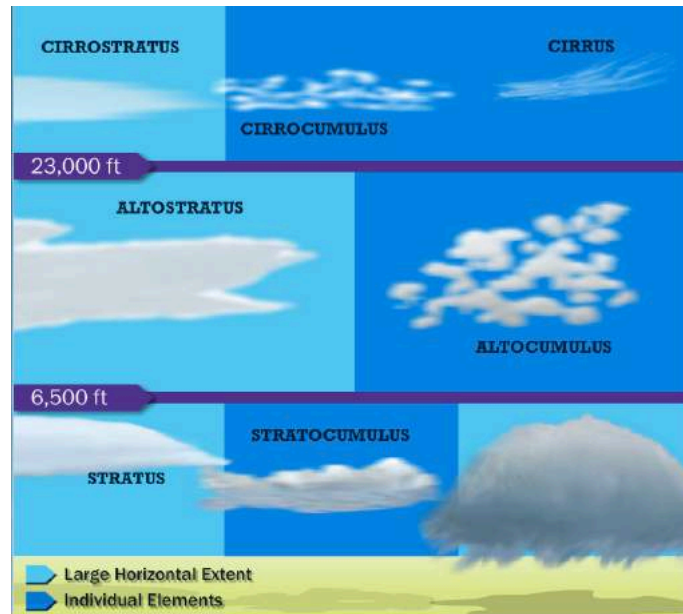 CIRROSTRATUS
CIRRUS
CIRROCUMULUS
23,000 ft
ALTOSTRATUS
ALTOCUMULUS
6,500 ft
STRATOCUMULUS
STRATUS
Large Horizontal Extent
Individual Elements